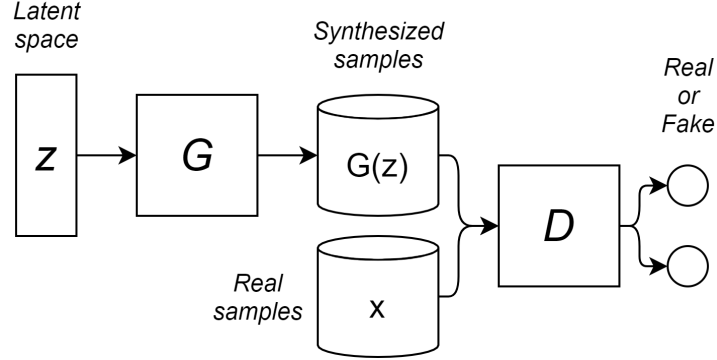 Latent
space
z
G
Synthesized
samples
G(z)
Real
samples
x
D
Real
or
Fake